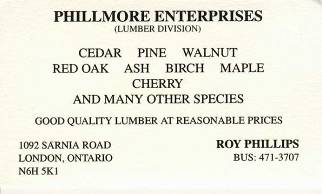 PHILLMORE ENTERPRISES
(LUMBER DIVISION)
CEDAR PINE WALNUT
RED OAK ASH BIRCH MAPLE
CHERRY
AND MANY OTHER SPECIES
GOOD QUALITY LUMBER AT REASONABLE PRICES
1092 SARNIA ROAD
LONDON, ONTARIO
N6H 5K1
ROY PHILLIPS
BUS: 471-3707